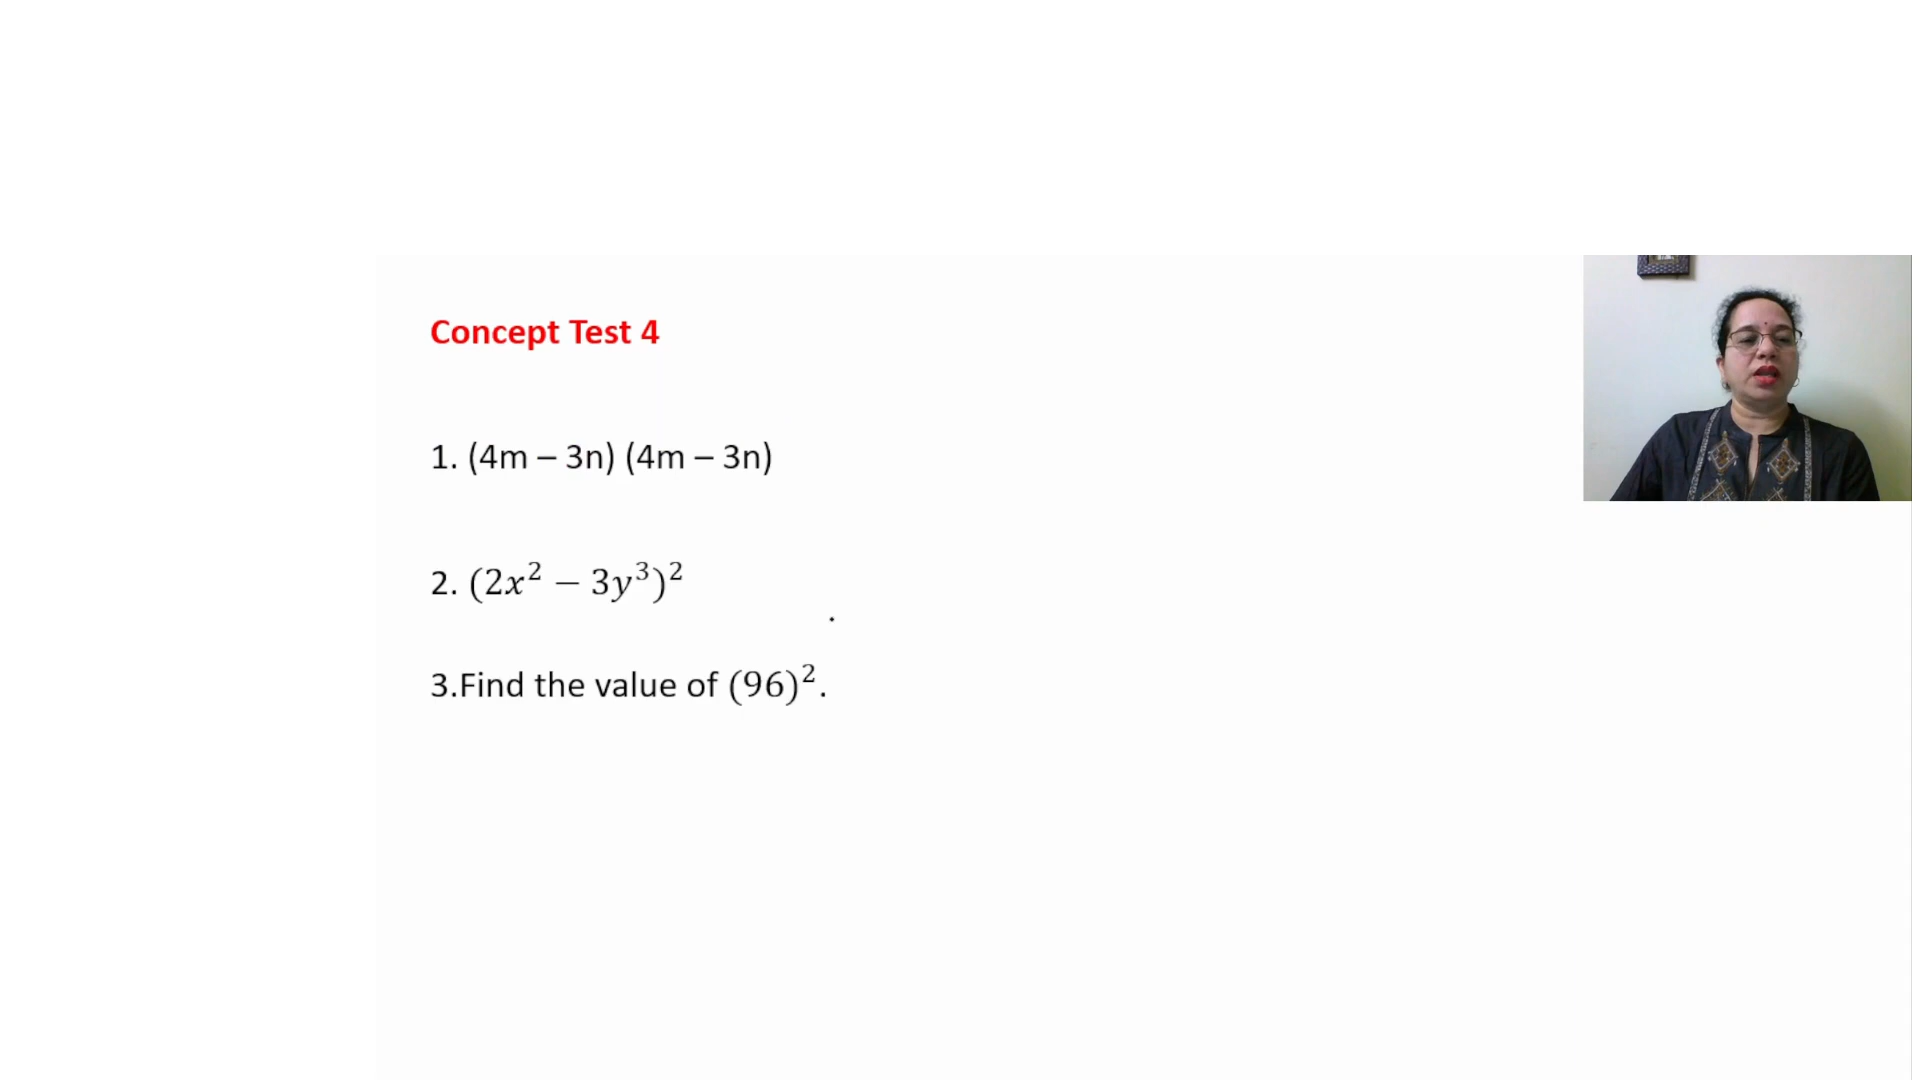 Concept Test 4
1. (4m – 3n) (4m – 3n)
2. (2x² − 3y³)²
3.Find the value of (96)².